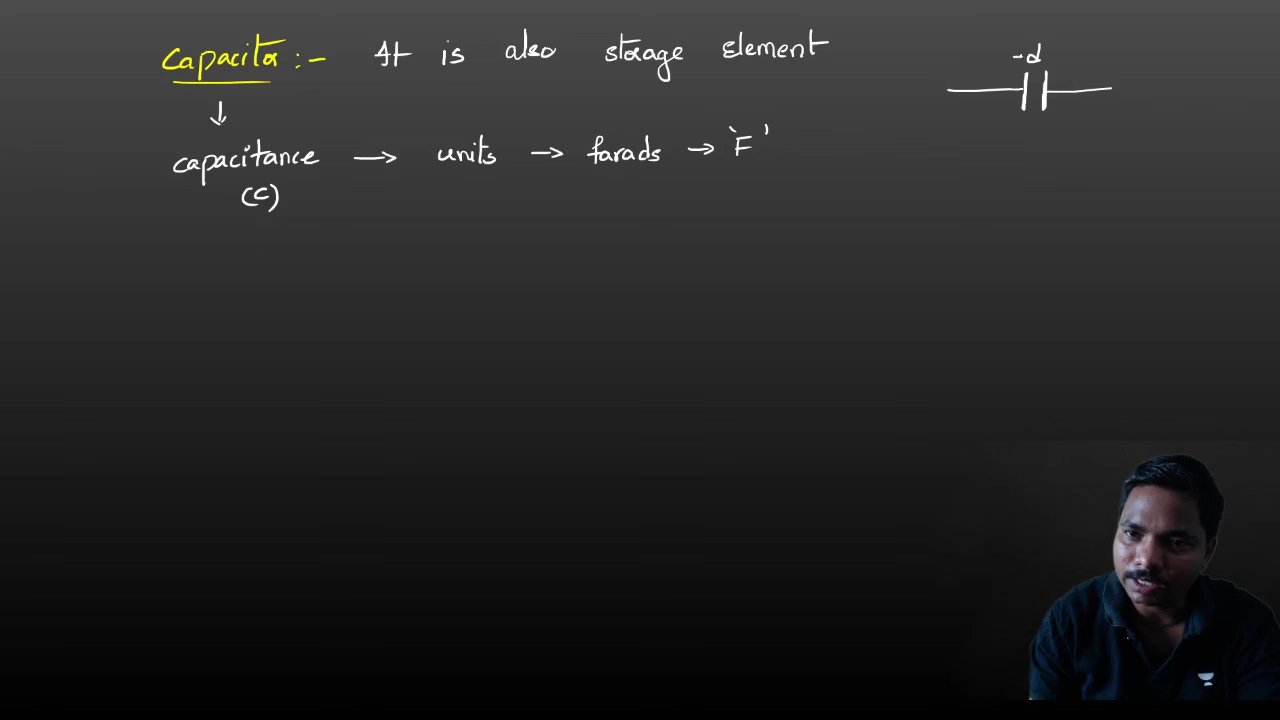 Capacitor :- It is also storage element
-d
↓
capacitance → units → farads → `F'
(C)